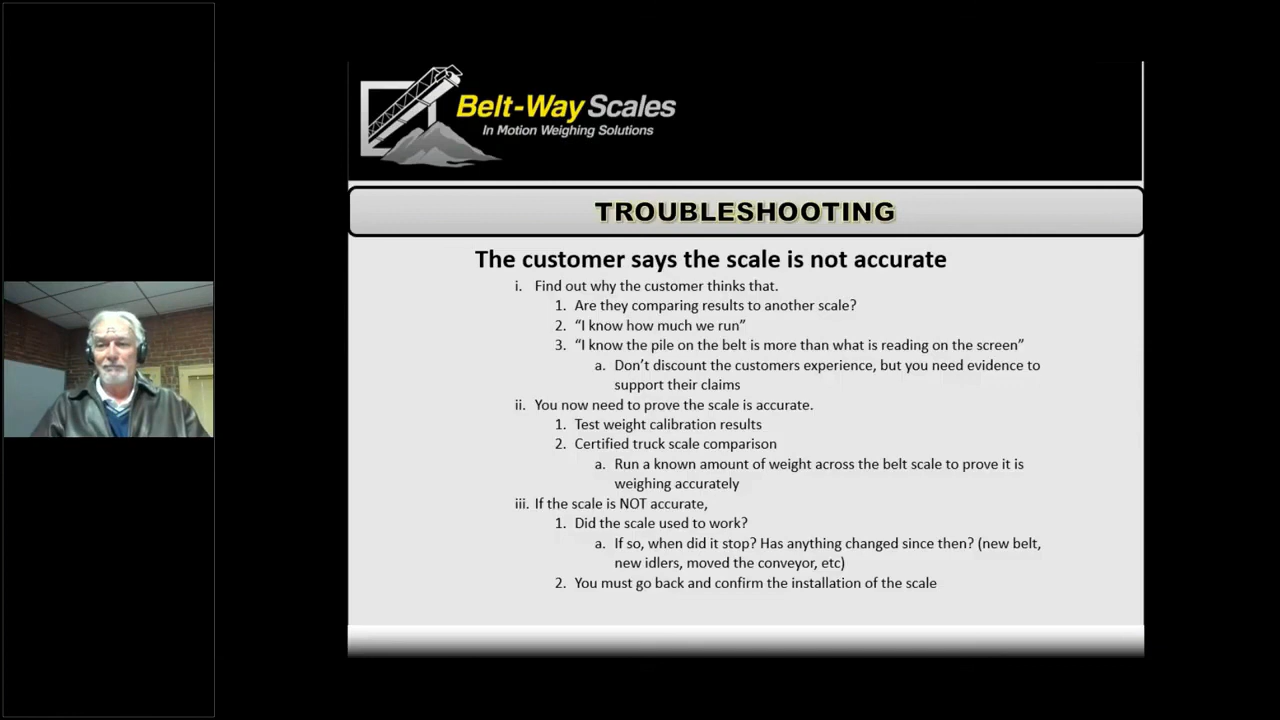 Belt-Way Scales
In Motion Weighing Solutions
TROUBLESHOOTING
The customer says the scale is not accurate
i. Find out why the customer thinks that.
1. Are they comparing results to another scale?
2. “I know how much we run”
3. “I know the pile on the belt is more than what is reading on the screen”
a. Don’t discount the customers experience, but you need evidence to
support their claims
ii. You now need to prove the scale is accurate.
1. Test weight calibration results
2. Certified truck scale comparison
a. Run a known amount of weight across the belt scale to prove it is
weighing accurately
iii. If the scale is NOT accurate,
1. Did the scale used to work?
a. If so, when did it stop? Has anything changed since then? (new belt,
new idlers, moved the conveyor, etc)
2. You must go back and confirm the installation of the scale